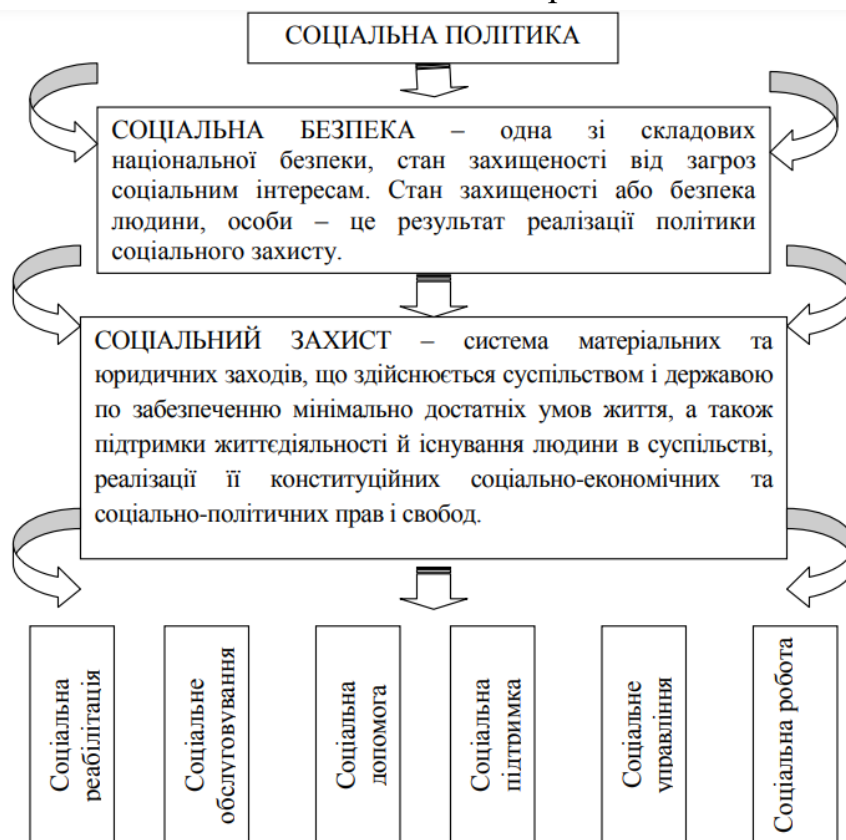 СОЦІАЛЬНА ПОЛІТИКА
СОЦІАЛЬНА БЕЗПЕКА – одна зі складових
національної безпеки, стан захищеності від загроз
соціальним інтересам. Стан захищеності або безпека
людини, особи – це результат реалізації політики
соціального захисту.
СОЦІАЛЬНИЙ ЗАХИСТ – система матеріальних та
юридичних заходів, що здійснюється суспільством і державою
по забезпеченню мінімально достатніх умов життя, а також
підтримки життєдіяльності й існування людини в суспільстві,
реалізації її конституційних соціально-економічних та
соціально-політичних прав і свобод.
Соціальна
реабілітація
Соціальне
обслуговування
Соціальна
допомога
Соціальна
підтримка
Соціальне
управління
Соціальна робота